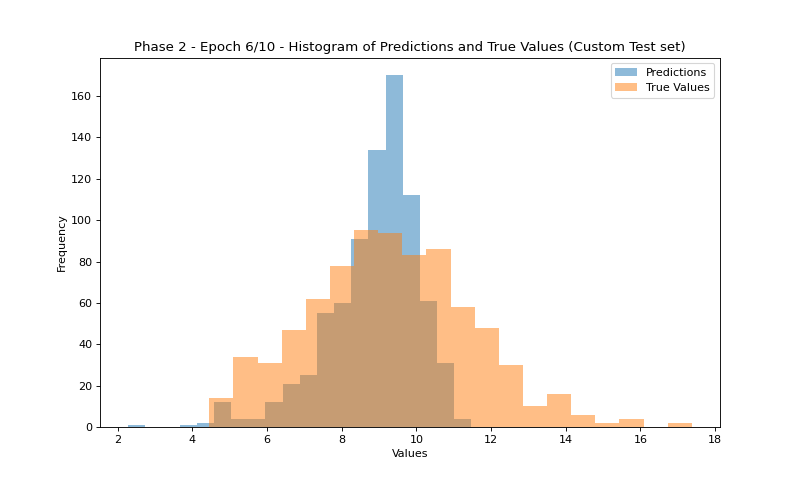 Phase 2 - Epoch 6/10 - Histogram of Predictions and True Values (Custom Test set)
Predictions
True Values
Frequency
160
140
120
100
80
60
40
20
0
2 4 6 8 10 12 14 16 18
Values